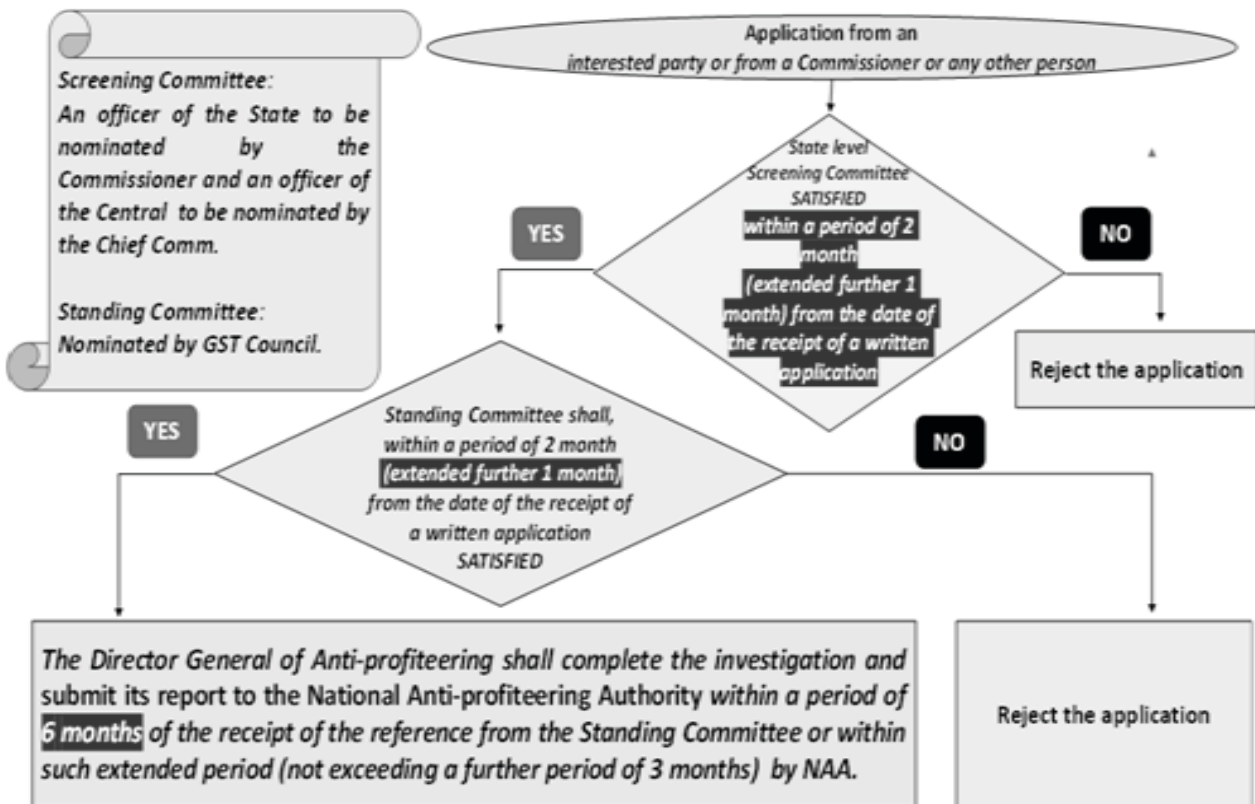 Screening Committee:
An officer of the State to be
nominated by the
Commissioner and an officer of
the Central to be nominated by
the Chief Comm.
Standing Committee:
Nominated by GST Council.
Application from an
interested party or from a Commissioner or any other person
State level
Screening Committee
SATISFIED
within a period of 2
month
(extended further 1
month) from the date of
the receipt of a written
application
YES
NO
Reject the application
Standing Committee shall,
within a period of 2 month
(extended further 1 month)
from the date of the receipt of
a written application
SATISFIED
YES
NO
The Director General of Anti-profiteering shall complete the investigation and
submit its report to the National Anti-profiteering Authority within a period of
6 months of the receipt of the reference from the Standing Committee or within
such extended period (not exceeding a further period of 3 months) by NAA.
Reject the application